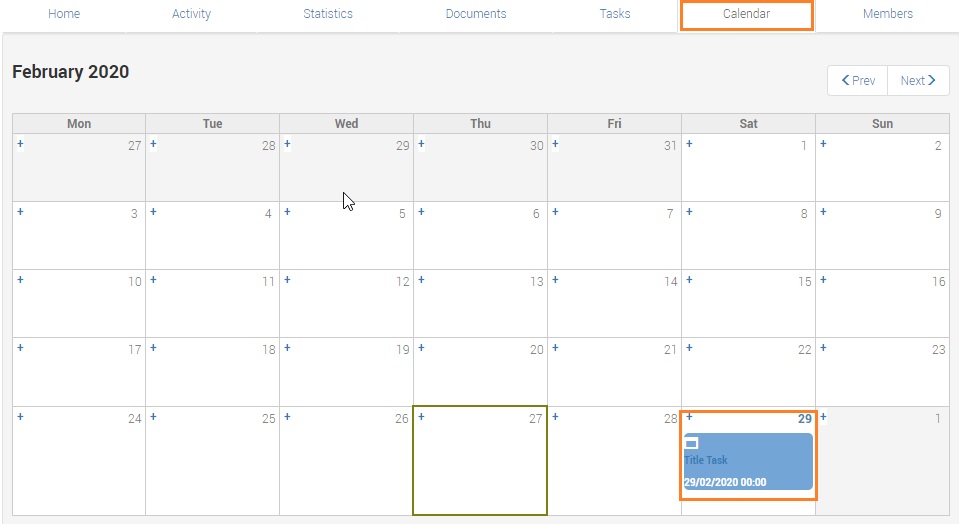 Home Activity Statistics Documents Tasks Calendar Members
February 2020
Prev Next
Mon Tue Wed Thu Fri Sat Sun
+ 27 + 28 + 29 + 30 + 31 + 1 + 2
+ 3 + 4 + 5 + 6 + 7 + 8 + 9
+ 10 + 11 + 12 + 13 + 14 + 15 + 16
+ 17 + 18 + 19 + 20 + 21 + 22 + 23
+ 24 + 25 + 26 + 27 + 28 + 29 + 1
Title Task
29/02/2020 00:00